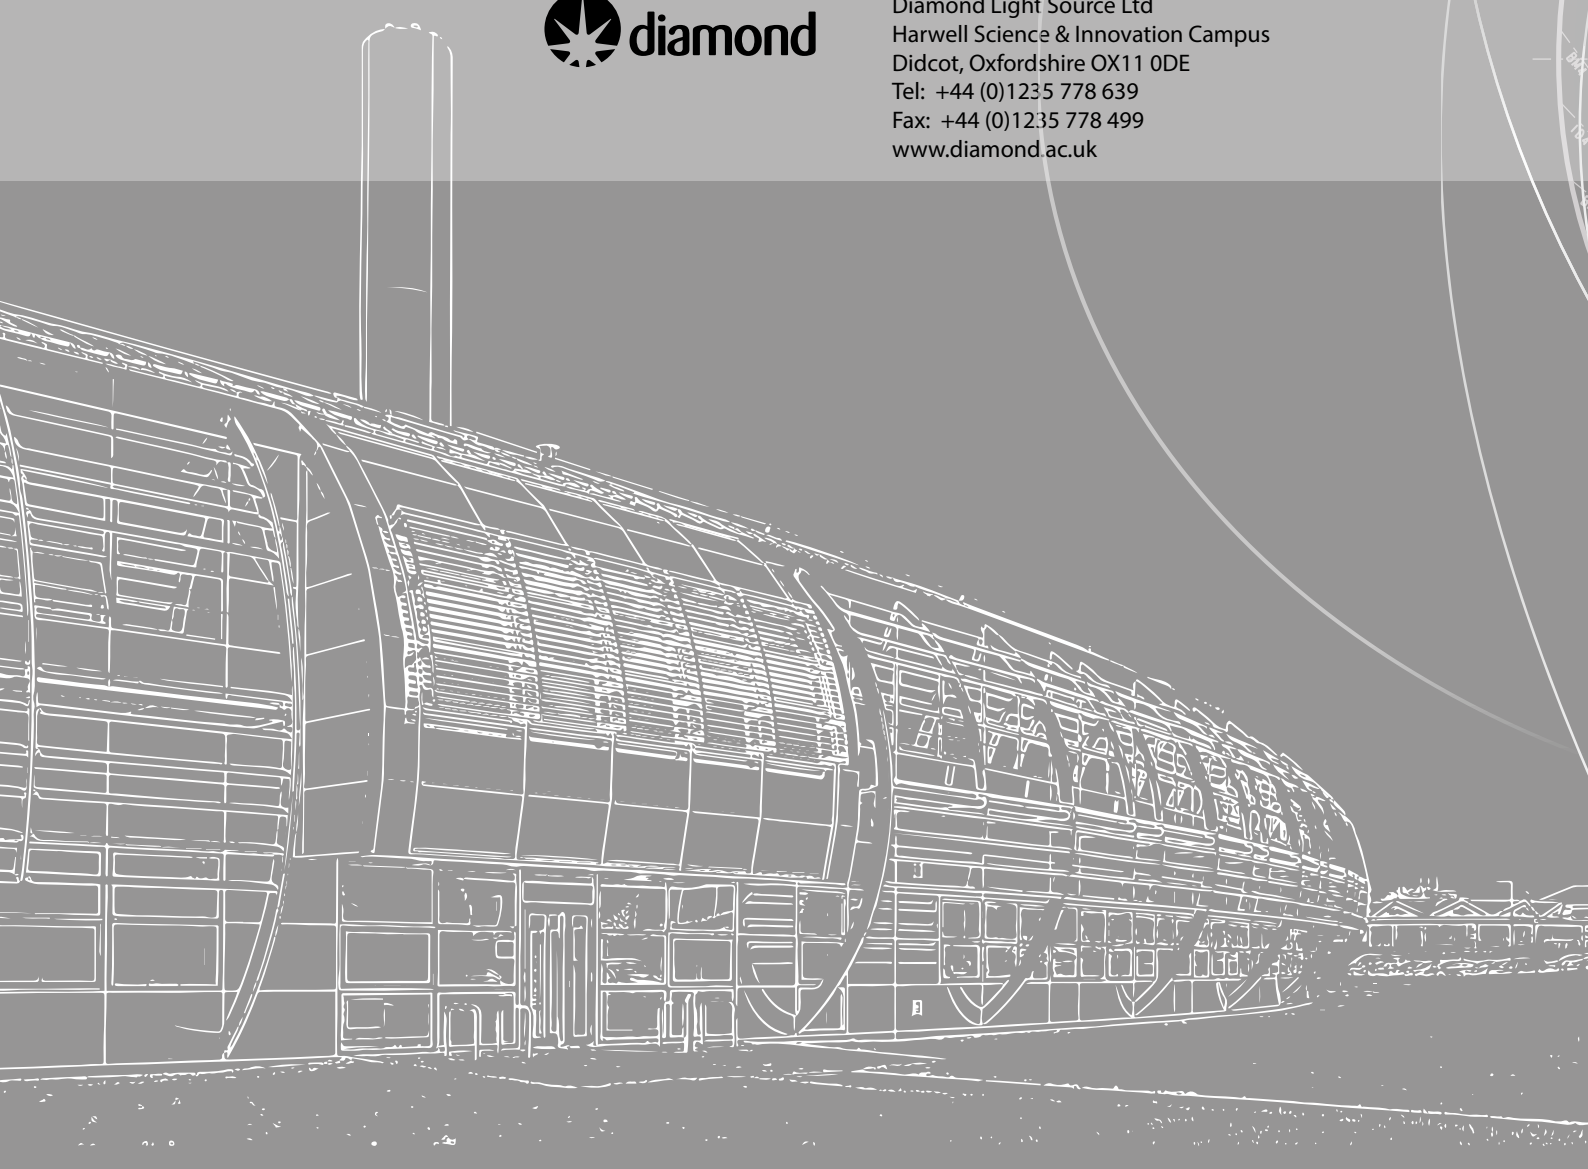 diamond
Diamond Light Source Ltd
Harwell Science & Innovation Campus
Didcot, Oxfordshire OX11 0DE
Tel: +44 (0)1235 778 639
Fax: +44 (0)1235 778 499
www.diamond.ac.uk